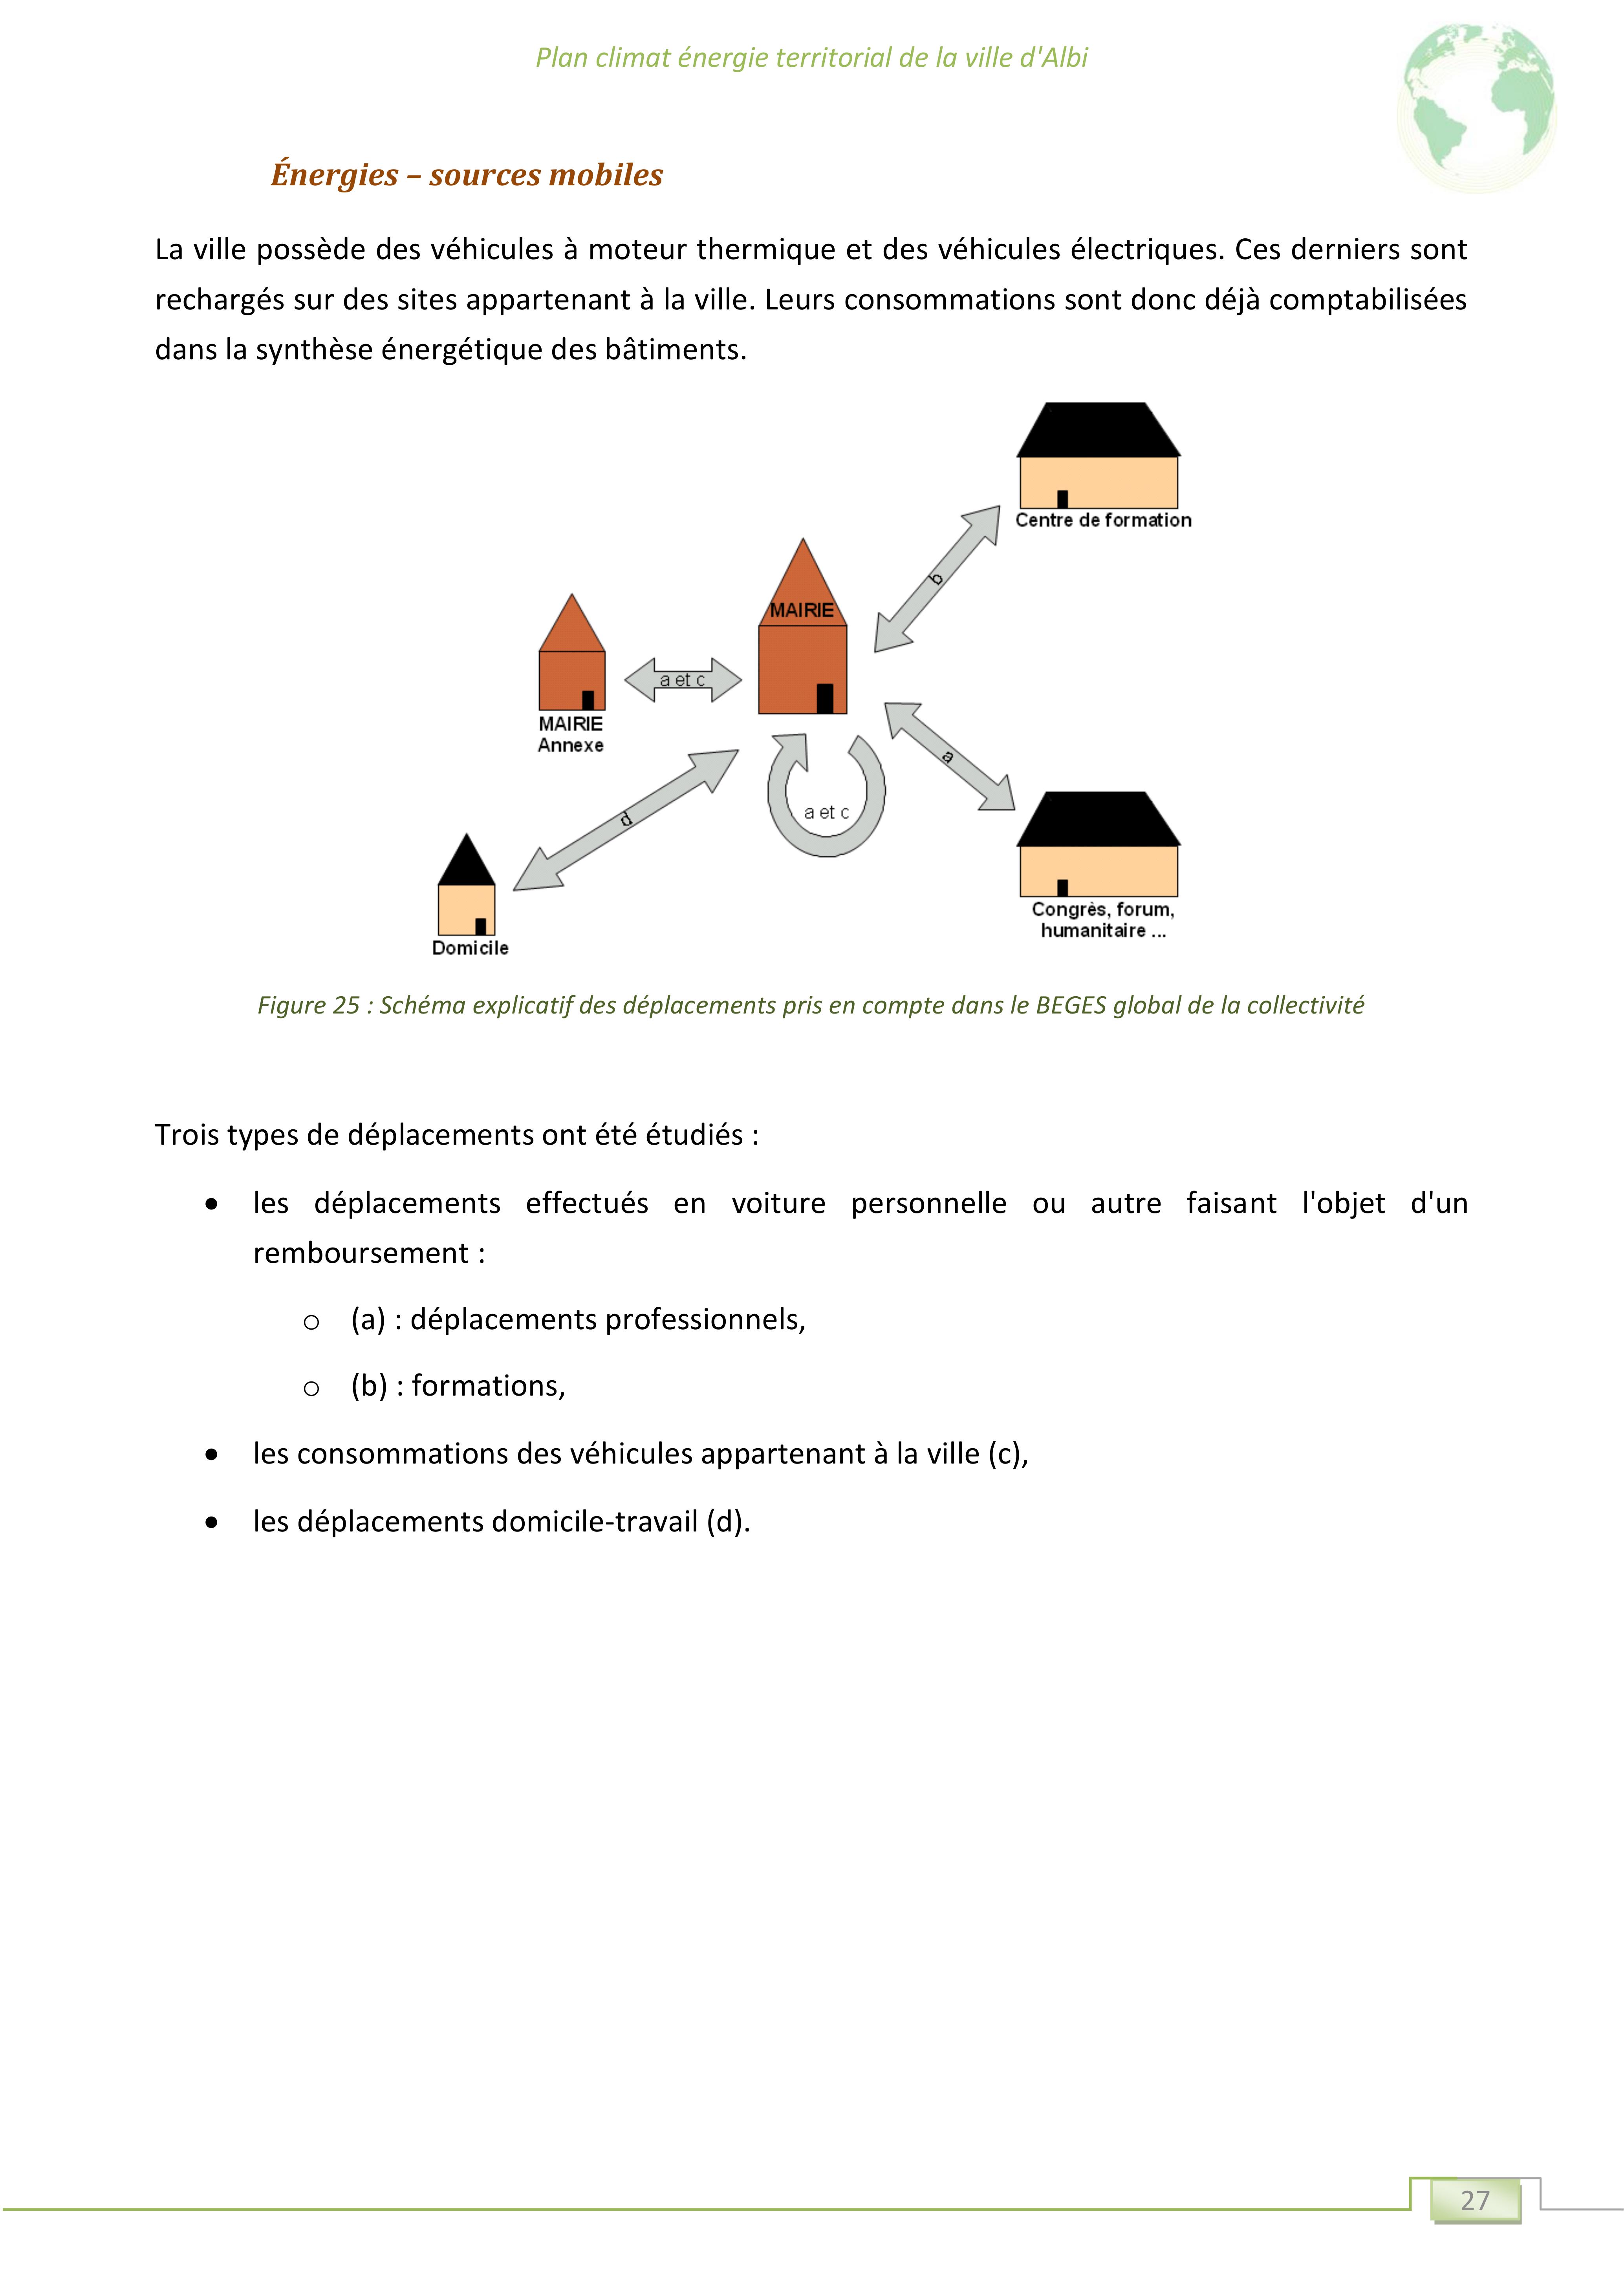 Plan climat énergie territorial de la ville d'Albi
Énergies – sources mobiles
La ville possède des véhicules à moteur thermique et des véhicules électriques. Ces derniers sont
rechargés sur des sites appartenant à la ville. Leurs consommations sont donc déjà comptabilisées
dans la synthèse énergétique des bâtiments.
Centre de formation
b
MAIRIE
a et c
MAIRIE
Annexe
a
a et c
d
Congrès, forum,
humanitaire ...
Domicile
Figure 25 : Schéma explicatif des déplacements pris en compte dans le BEGES global de la collectivité
Trois types de déplacements ont été étudiés :
• les déplacements effectués en voiture personnelle ou autre faisant l'objet d'un
remboursement :
o (a) : déplacements professionnels,
o (b) : formations,
• les consommations des véhicules appartenant à la ville (c),
• les déplacements domicile-travail (d).
27